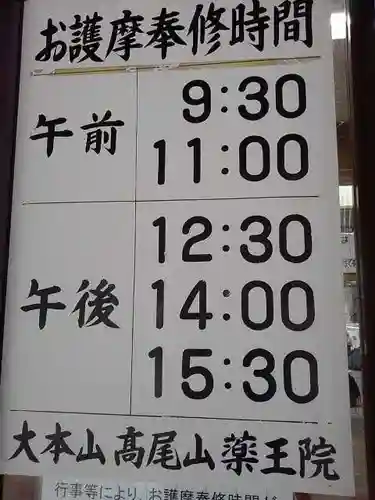 お護摩奉修時間
午前
9:30
11:00
午後
12:30
14:00
15:30
大本山髙尾山薬王院
行事等により、お護摩奉修時間が